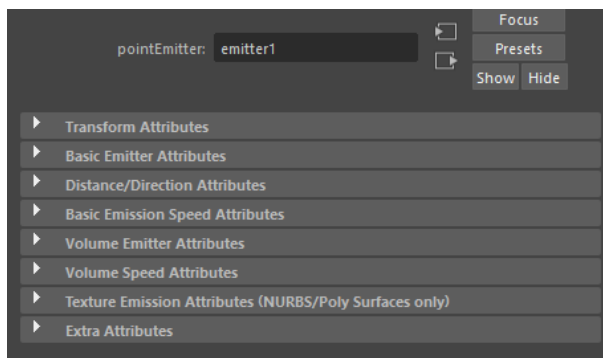 Focus
pointEmitter: emitter1
Presets
Show Hide
Transform Attributes
Basic Emitter Attributes
Distance/Direction Attributes
Basic Emission Speed Attributes
Volume Emitter Attributes
Volume Speed Attributes
Texture Emission Attributes (NURBS/Poly Surfaces only)
Extra Attributes